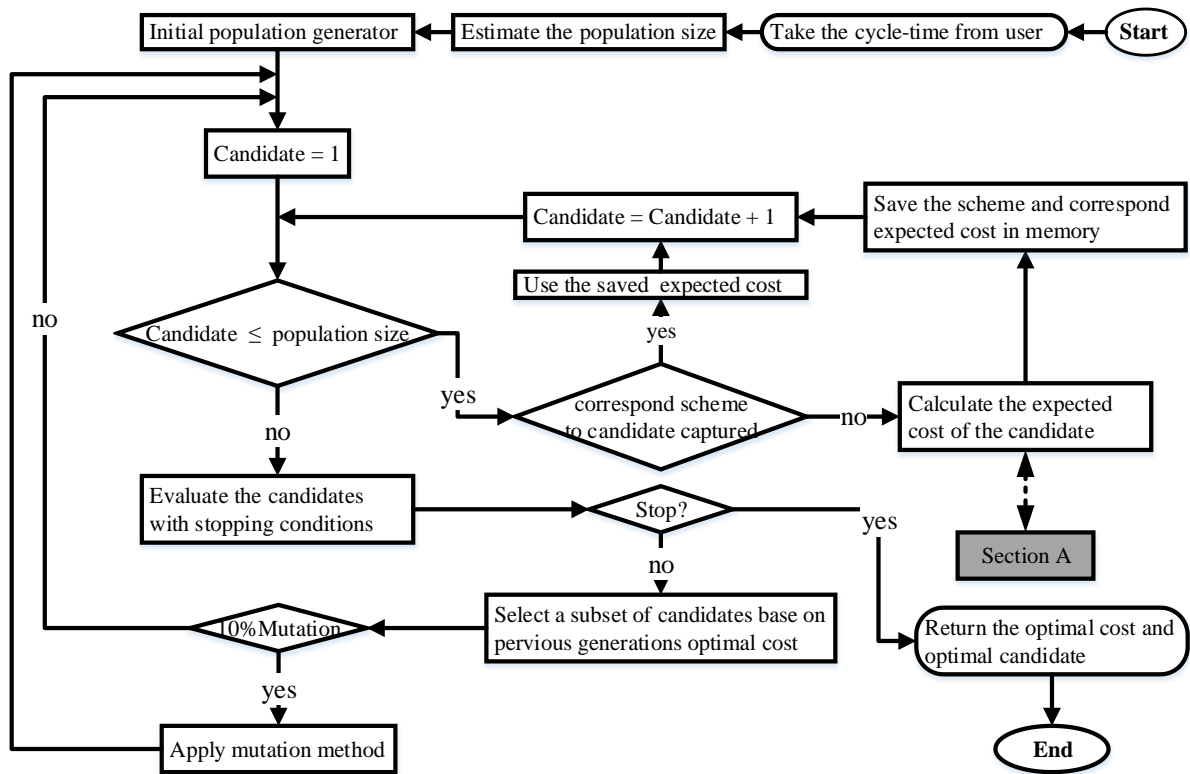 Initial population generator
Estimate the population size
Take the cycle-time from user
Start
Candidate = 1
Candidate = Candidate + 1
Save the scheme and correspond
expected cost in memory
Use the saved expected cost
no
yes
Candidate ≤ population size
yes
correspond scheme
to candidate captured
no
Calculate the expected
cost of the candidate
no
Evaluate the candidates
with stopping conditions
Stop?
yes
Section A
no
10%Mutation
Select a subset of candidates base on
pervious generations optimal cost
Return the optimal cost and
optimal candidate
yes
Apply mutation method
End